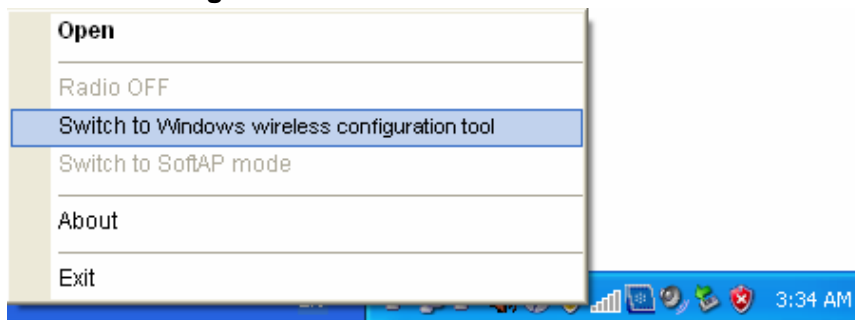 Open
Radio OFF
Switch to Windows wireless configuration tool
Switch to SoftAP mode
About
Exit
3:34 AM